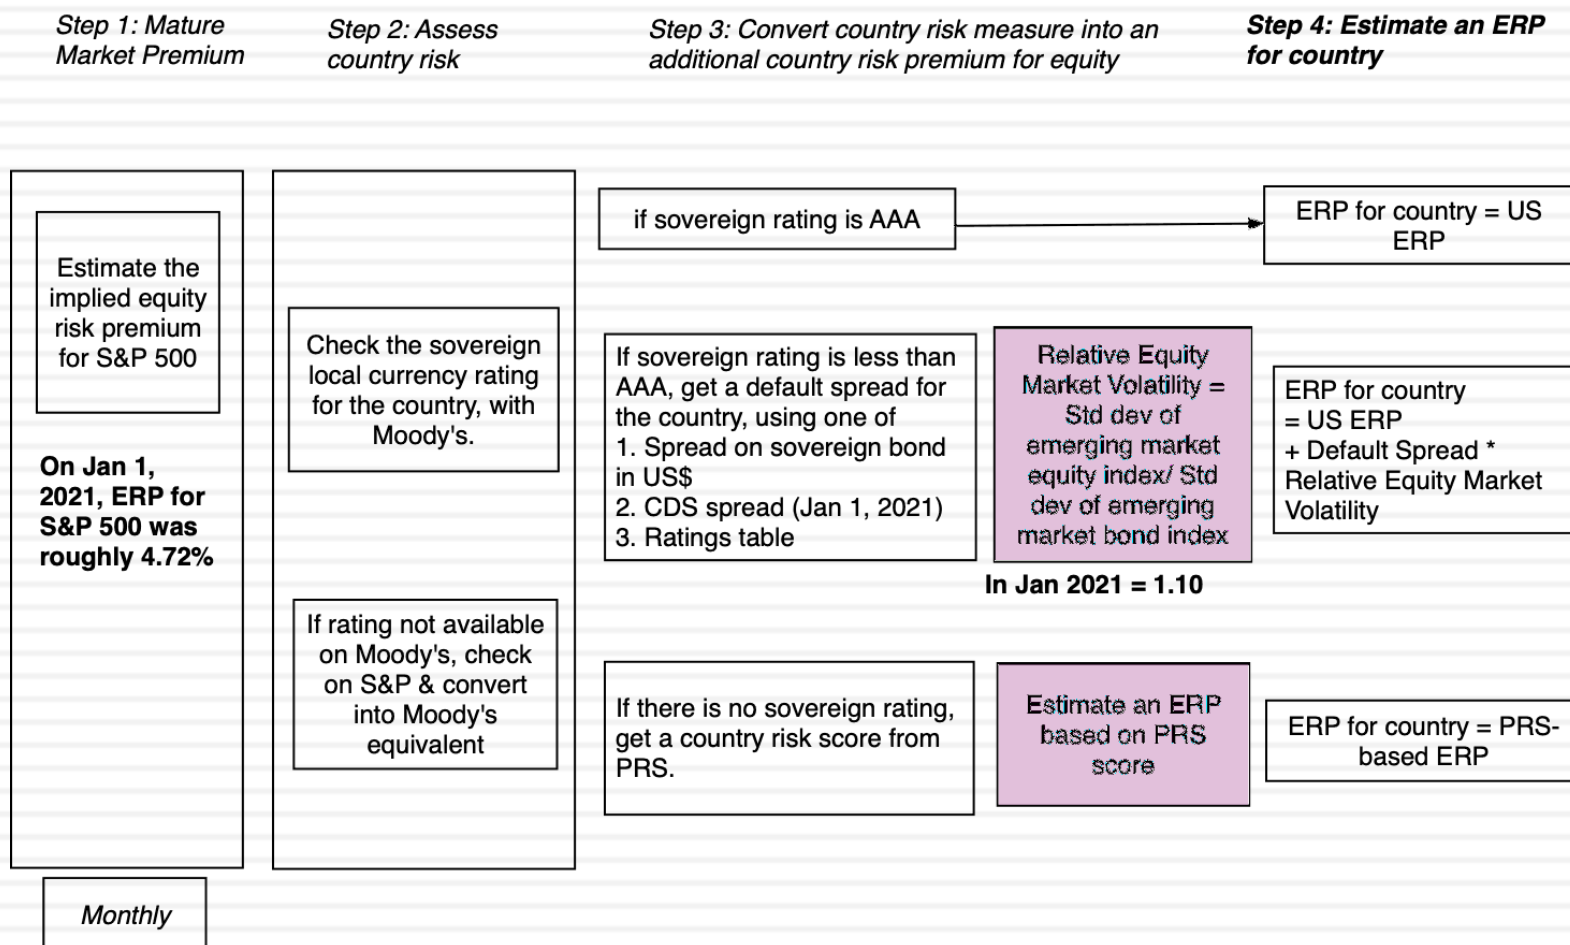 Step 1: Mature
Market Premium
Step 2: Assess
country risk
Step 3: Convert country risk measure into an
additional country risk premium for equity
Step 4: Estimate an ERP
for country
Estimate the
implied equity
risk premium
for S&P 500
On Jan 1,
2021, ERP for
S&P 500 was
roughly 4.72%
Monthly
Check the sovereign
local currency rating
for the country, with
Moody's.
If rating not available
on Moody's, check
on S&P & convert
into Moody's
equivalent
if sovereign rating is AAA
ERP for country = US
ERP
If sovereign rating is less than
AAA, get a default spread for
the country, using one of
1. Spread on sovereign bond
in US$
2. CDS spread (Jan 1, 2021)
3. Ratings table
Relative Equity
Market Volatility =
Std dev of
emerging market
equity index/ Std
dev of emerging
market bond index
In Jan 2021 = 1.10
ERP for country
= US ERP
+ Default Spread *
Relative Equity Market
Volatility
If there is no sovereign rating,
get a country risk score from
PRS.
Estimate an ERP
based on PRS
score
ERP for country = PRS-
based ERP